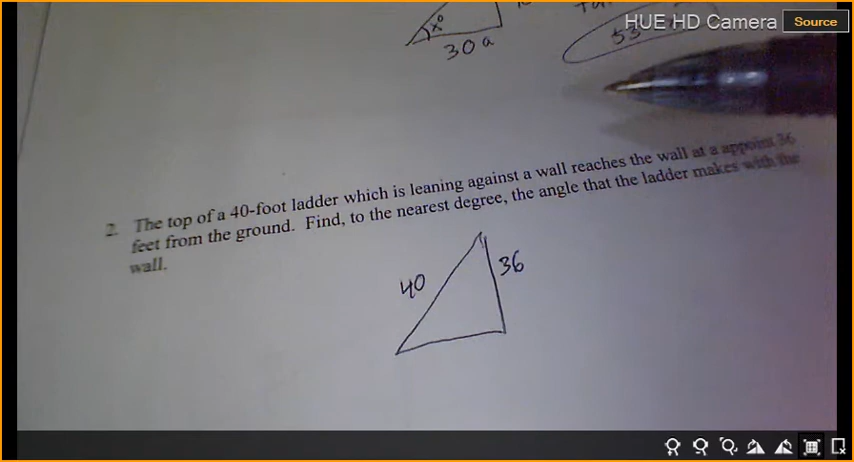 HUE HD Camera
Source
x°
30 a
53
2. The top of a 40-foot ladder which is leaning against a wall reaches the wall at a appoint 36
feet from the ground. Find, to the nearest degree, the angle that the ladder makes with the
wall.
40
36